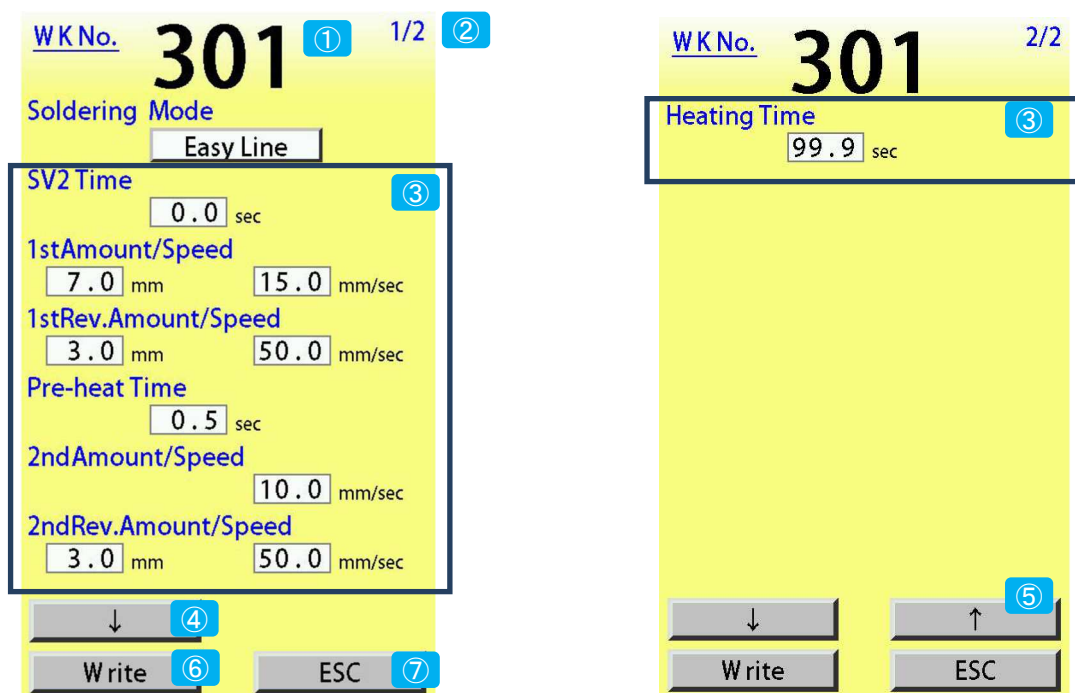 WK No. 301 ① 1/2 ②
Soldering Mode
Easy Line
SV2 Time ③
0.0 sec
1stAmount/Speed
7.0 mm 15.0 mm/sec
1stRev.Amount/Speed
3.0 mm 50.0 mm/sec
Pre-heat Time
0.5 sec
2ndAmount/Speed
10.0 mm/sec
2ndRev.Amount/Speed
3.0 mm 50.0 mm/sec
↓ ④
Write ⑥ ESC ⑦
WK No. 301 2/2
Heating Time ③
99.9 sec
↓ ↑ ⑤
Write ESC